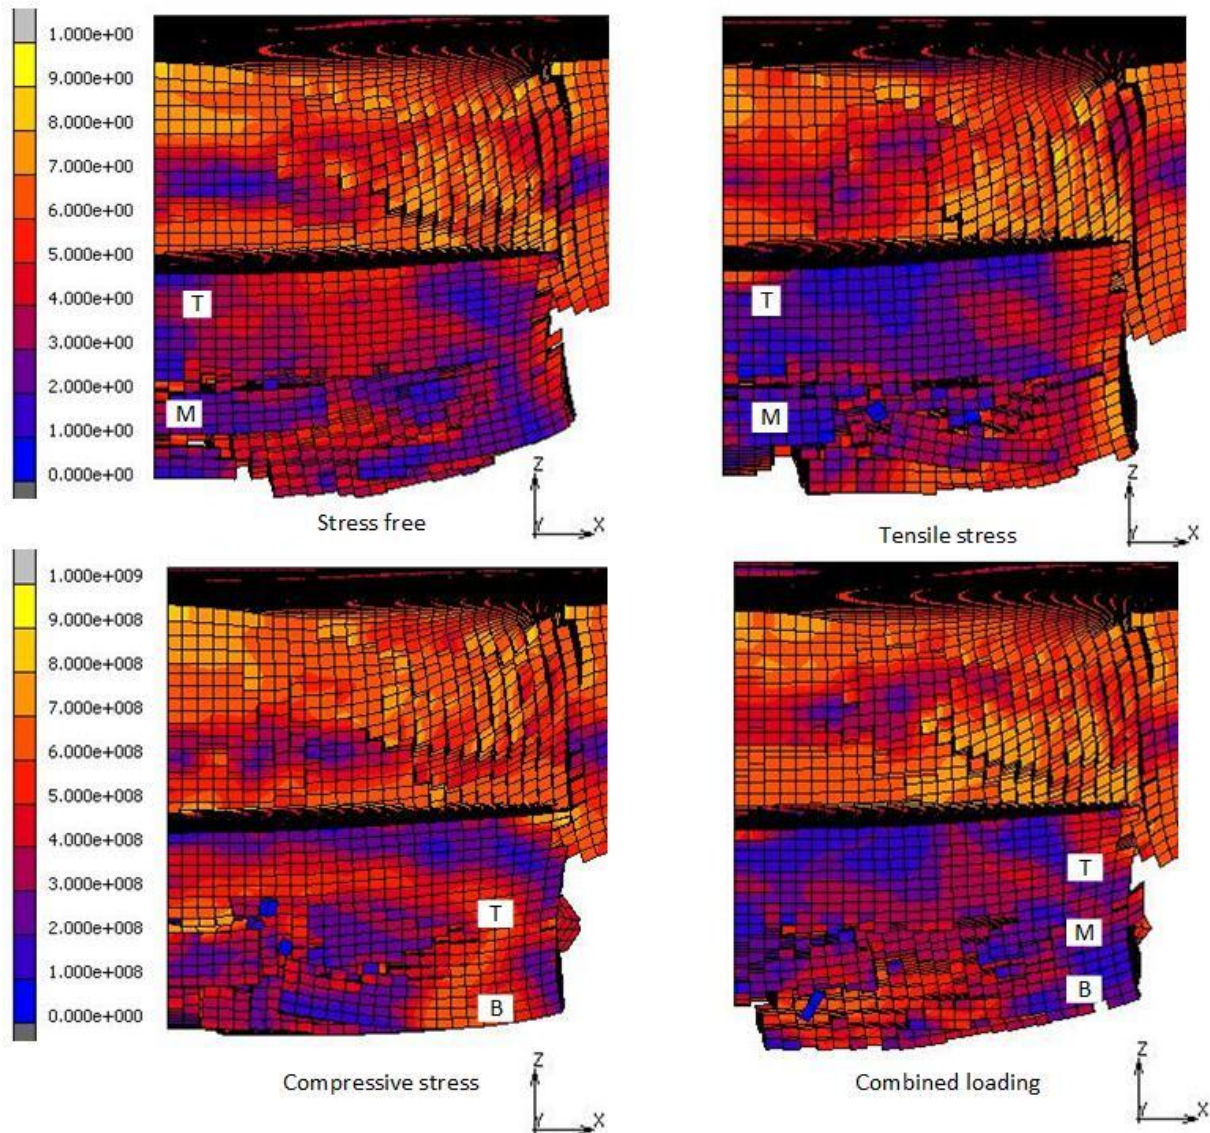 1.000e+00
9.000e+00
8.000e+00
7.000e+00
6.000e+00
5.000e+00
4.000e+00
3.000e+00
2.000e+00
1.000e+00
0.000e+00
T
M
Z
Y
X
Stress free
T
M
Z
Y
X
Tensile stress
1.000e+009
9.000e+008
8.000e+008
7.000e+008
6.000e+008
5.000e+008
4.000e+008
3.000e+008
2.000e+008
1.000e+008
0.000e+000
T
B
Z
Y
X
Compressive stress
T
M
B
Z
Y
X
Combined loading